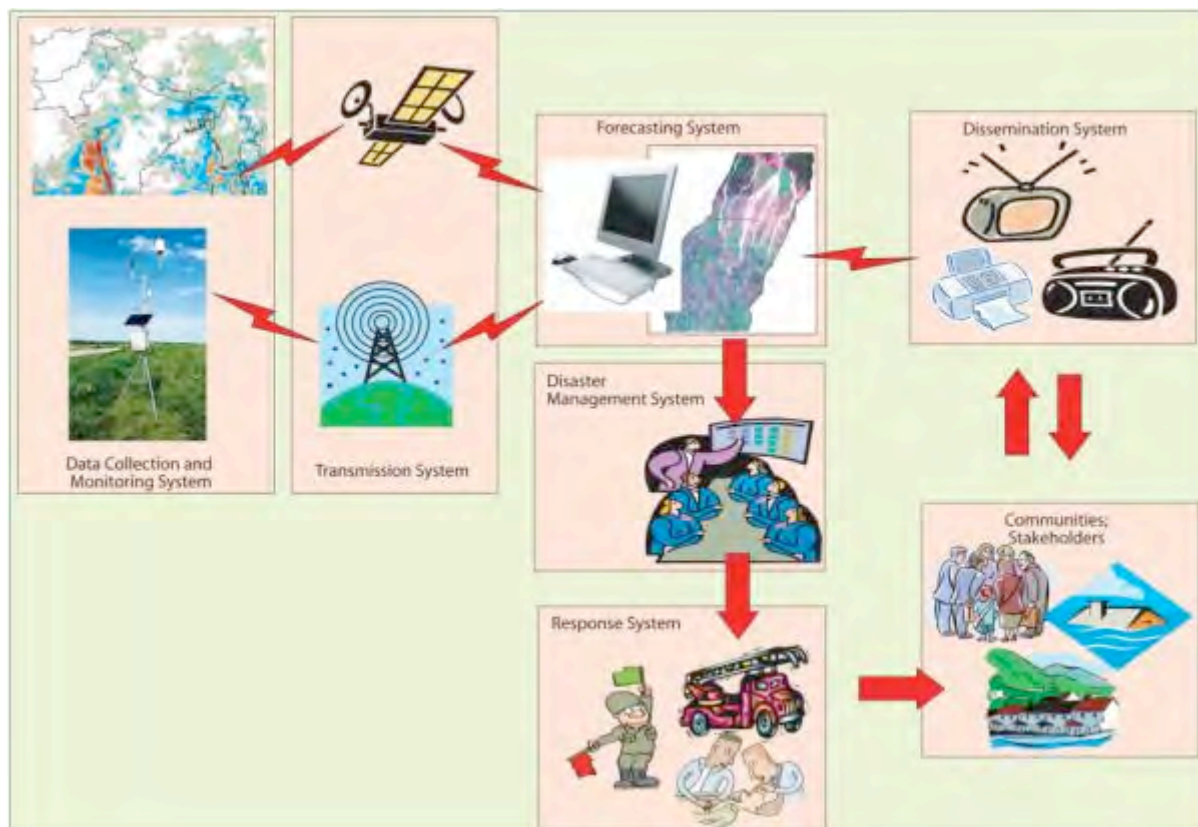 Data Collection and
Monitoring System
Transmission System
Forecasting System
Dissemination System
Disaster
Management System
Response System
Communities;
Stakeholders